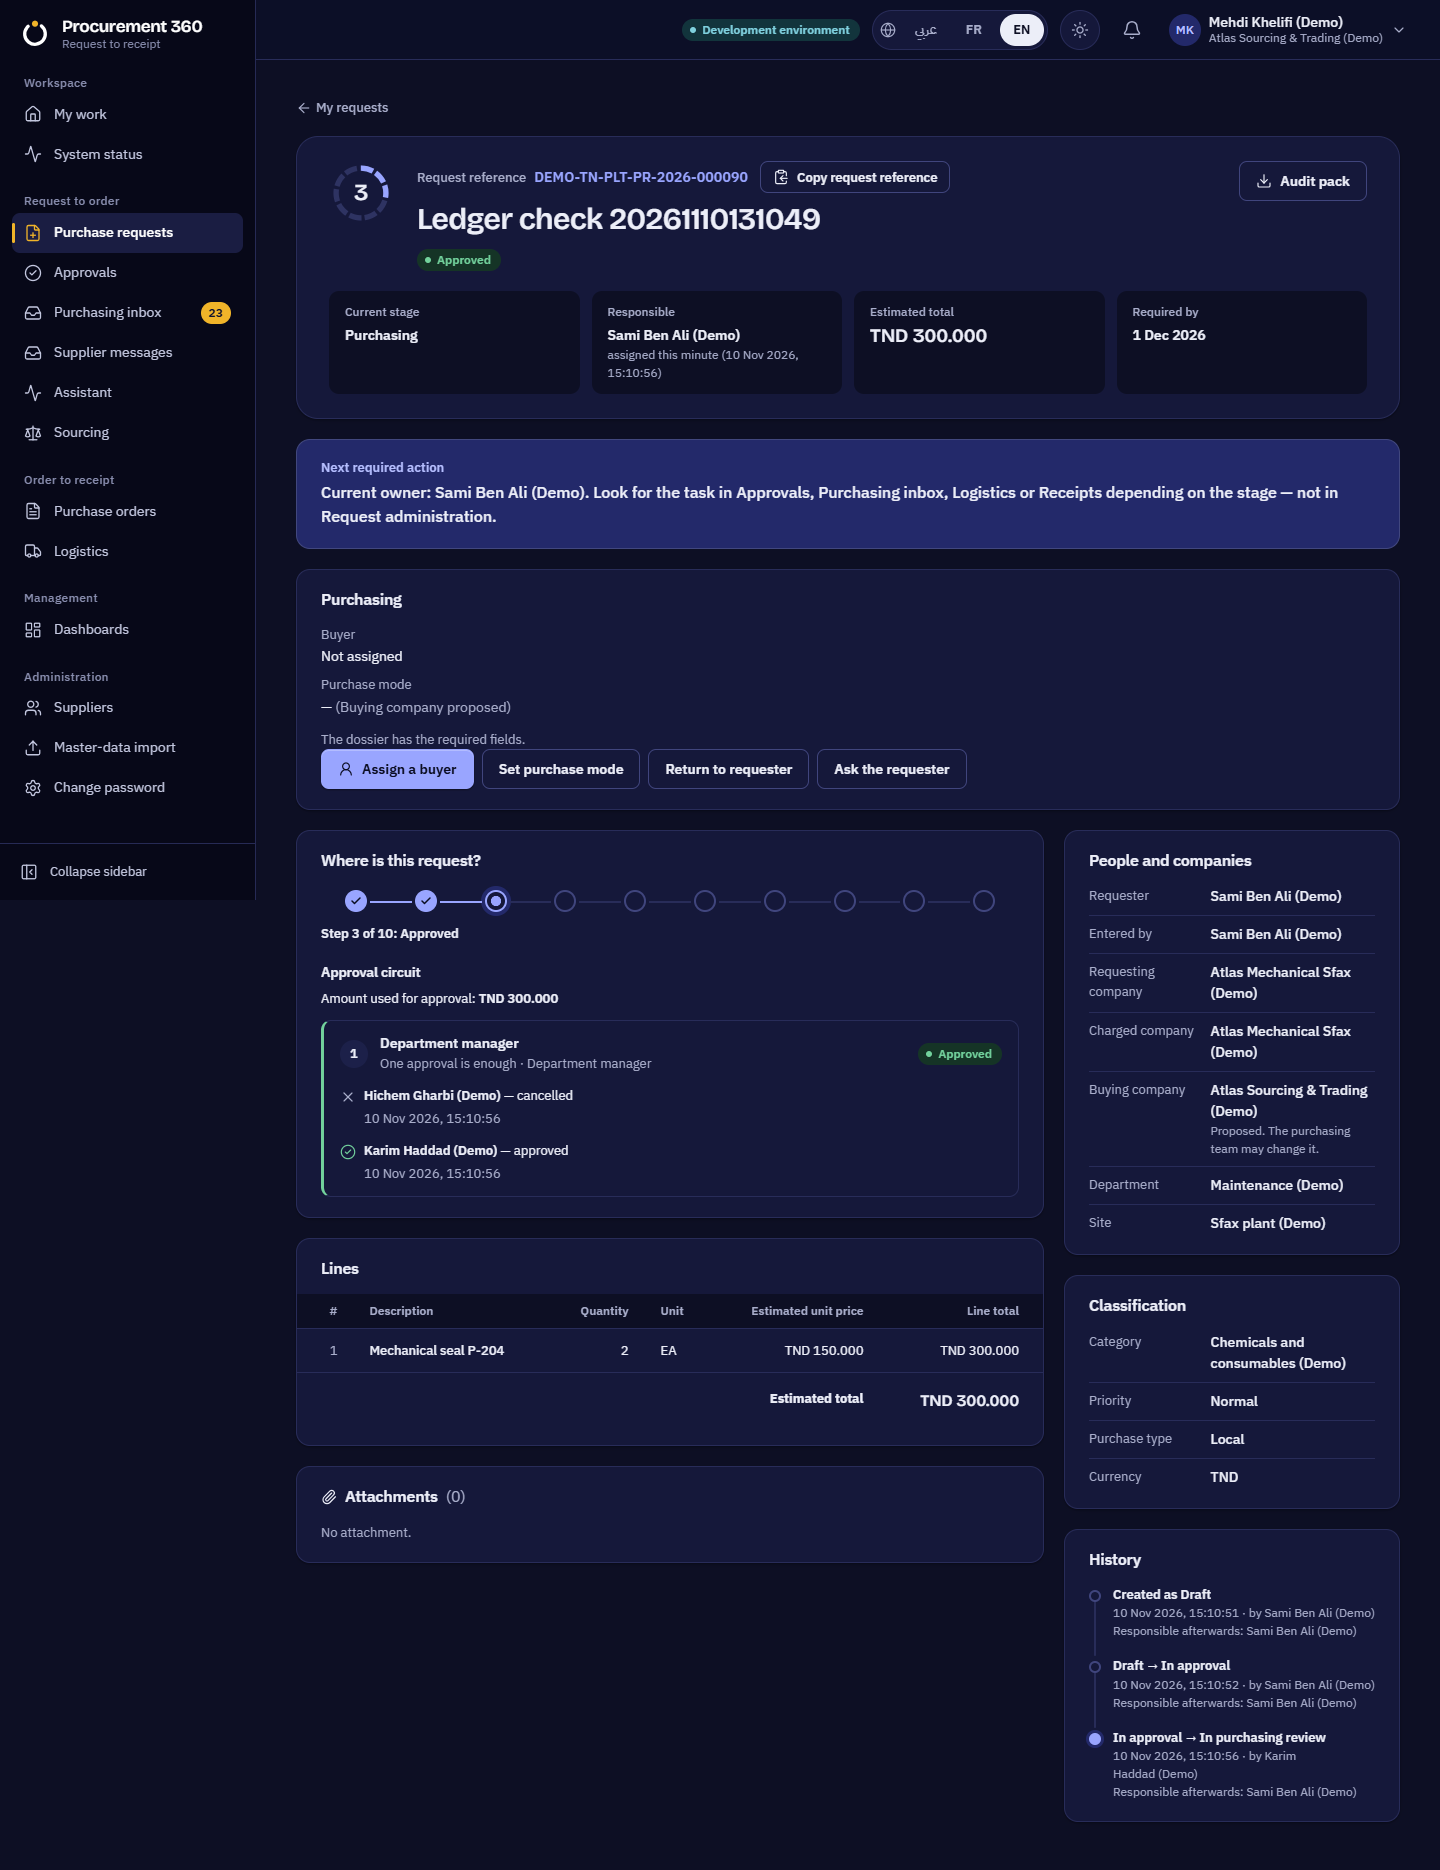 Procurement 360
Request to receipt
Workspace
My work
System status
Request to order
Purchase requests
Approvals
Purchasing inbox 23
Supplier messages
Assistant
Sourcing
Order to receipt
Purchase orders
Logistics
Management
Dashboards
Administration
Suppliers
Master-data import
Change password
Collapse sidebar
Development environment
عربي FR EN
MK
Mehdi Khelifi (Demo)
Atlas Sourcing & Trading (Demo)
My requests
3
Request reference DEMO-TN-PLT-PR-2026-000090 Copy request reference
Audit pack
Ledger check 20261110131049
Approved
Current stage
Purchasing
Responsible
Sami Ben Ali (Demo)
assigned this minute (10 Nov 2026,
15:10:56)
Estimated total
TND 300.000
Required by
1 Dec 2026
Next required action
Current owner: Sami Ben Ali (Demo). Look for the task in Approvals, Purchasing inbox, Logistics or Receipts depending on the stage — not in
Request administration.
Purchasing
Buyer
Not assigned
Purchase mode
— (Buying company proposed)
The dossier has the required fields.
Assign a buyer Set purchase mode Return to requester Ask the requester
Where is this request?
Step 3 of 10: Approved
Approval circuit
Amount used for approval: TND 300.000
1
Department manager
One approval is enough · Department manager
Approved
Hichem Gharbi (Demo) — cancelled
10 Nov 2026, 15:10:56
Karim Haddad (Demo) — approved
10 Nov 2026, 15:10:56
Lines
# Description Quantity Unit Estimated unit price Line total
1 Mechanical seal P-204 2 EA TND 150.000 TND 300.000
Estimated total TND 300.000
Attachments (0)
No attachment.
People and companies
Requester Sami Ben Ali (Demo)
Entered by Sami Ben Ali (Demo)
Requesting Atlas Mechanical Sfax
company (Demo)
Charged company Atlas Mechanical Sfax
(Demo)
Buying company Atlas Sourcing & Trading
(Demo)
Proposed. The purchasing
team may change it.
Department Maintenance (Demo)
Site Sfax plant (Demo)
Classification
Category Chemicals and
consumables (Demo)
Priority Normal
Purchase type Local
Currency TND
History
Created as Draft
10 Nov 2026, 15:10:51 · by Sami Ben Ali (Demo)
Responsible afterwards: Sami Ben Ali (Demo)
Draft → In approval
10 Nov 2026, 15:10:52 · by Sami Ben Ali (Demo)
Responsible afterwards: Sami Ben Ali (Demo)
In approval → In purchasing review
10 Nov 2026, 15:10:56 · by Karim
Haddad (Demo)
Responsible afterwards: Sami Ben Ali (Demo)